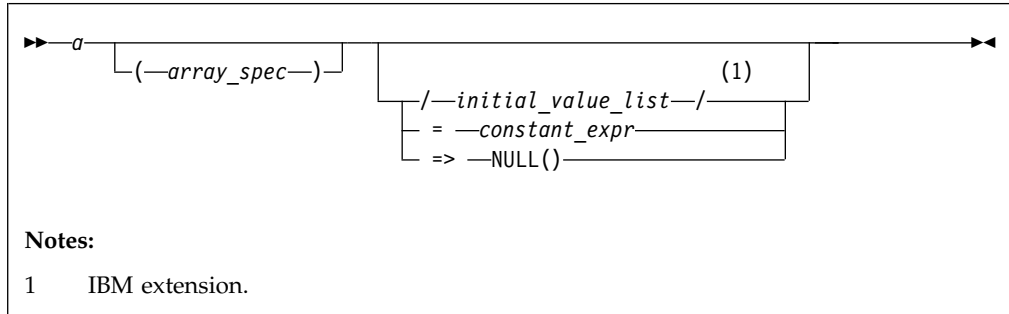 a
( array_spec )
(1)
/ initial_value_list /
= constant_expr
=> NULL()
Notes:
1 IBM extension.